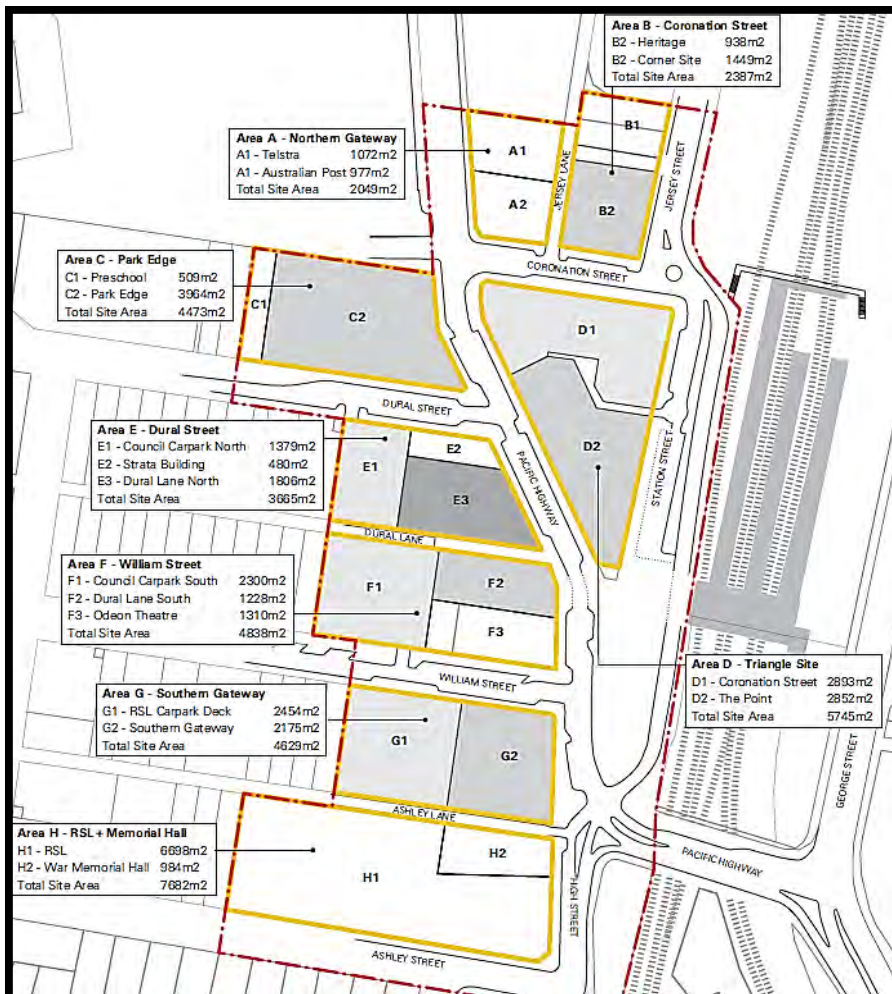 Area B - Coronation Street
B2 - Heritage 938m2
B2 - Corner Site 1449m2
Total Site Area 2387m2
Area A - Northern Gateway
A1 - Telstra 1072m2
A1 - Australian Post 977m2
Total Site Area 2049m2
A1
A2
B1
B2
JERSEY LANE
JERSEY STREET
CORONATION STREET
Area C - Park Edge
C1 - Preschool 509m2
C2 - Park Edge 3964m2
Total Site Area 4473m2
C1
C2
D1
D2
DURAL STREET
PACIFIC HIGHWAY
STATION STREET
Area E - Dural Street
E1 - Council Carpark North 1379m2
E2 - Strata Building 480m2
E3 - Dural Lane North 1806m2
Total Site Area 3665m2
E1
E2
E3
DURAL LANE
Area F - William Street
F1 - Council Carpark South 2300m2
F2 - Dural Lane South 1228m2
F3 - Odeon Theatre 1310m2
Total Site Area 4838m2
F1
F2
F3
WILLIAM STREET
Area D - Triangle Site
D1 - Coronation Street 2893m2
D2 - The Point 2852m2
Total Site Area 5745m2
Area G - Southern Gateway
G1 - RSL Carpark Deck 2454m2
G2 - Southern Gateway 2175m2
Total Site Area 4629m2
G1
G2
GEORGE STREET
ASHLEY LANE
Area H - RSL+ Memorial Hall
H1 - RSL 6698m2
H2 - War Memorial Hall 984m2
Total Site Area 7682m2
H1
H2
HIGH STREET
PACIFIC HIGHWAY
ASHLEY STREET